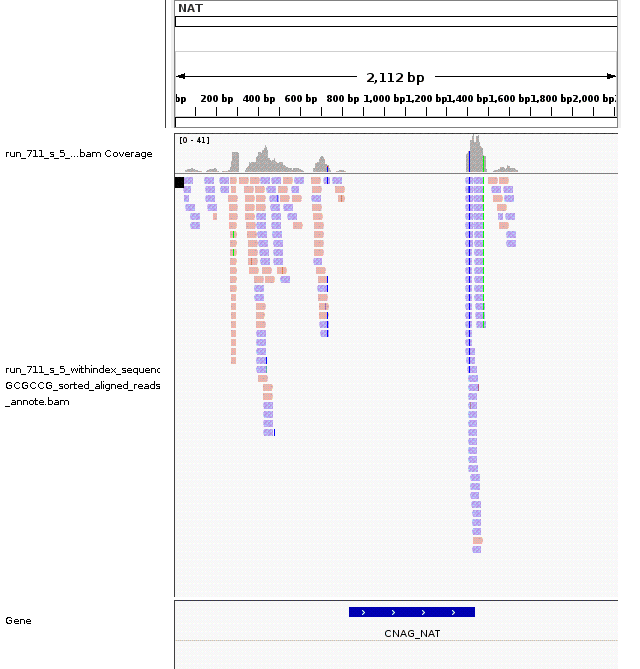 NAT
2,112 bp
bp 200 bp 400 bp 600 bp 800 bp 1,000 bp 1,200 bp 1,400 bp 1,600 bp 1,800 bp 2,000 bp
[0 - 41]
run_711_s_5_...bam Coverage
run_711_s_5_withindex_sequenc
GCGCCG_sorted_aligned_reads
_annote.bam
Gene
CNAG_NAT